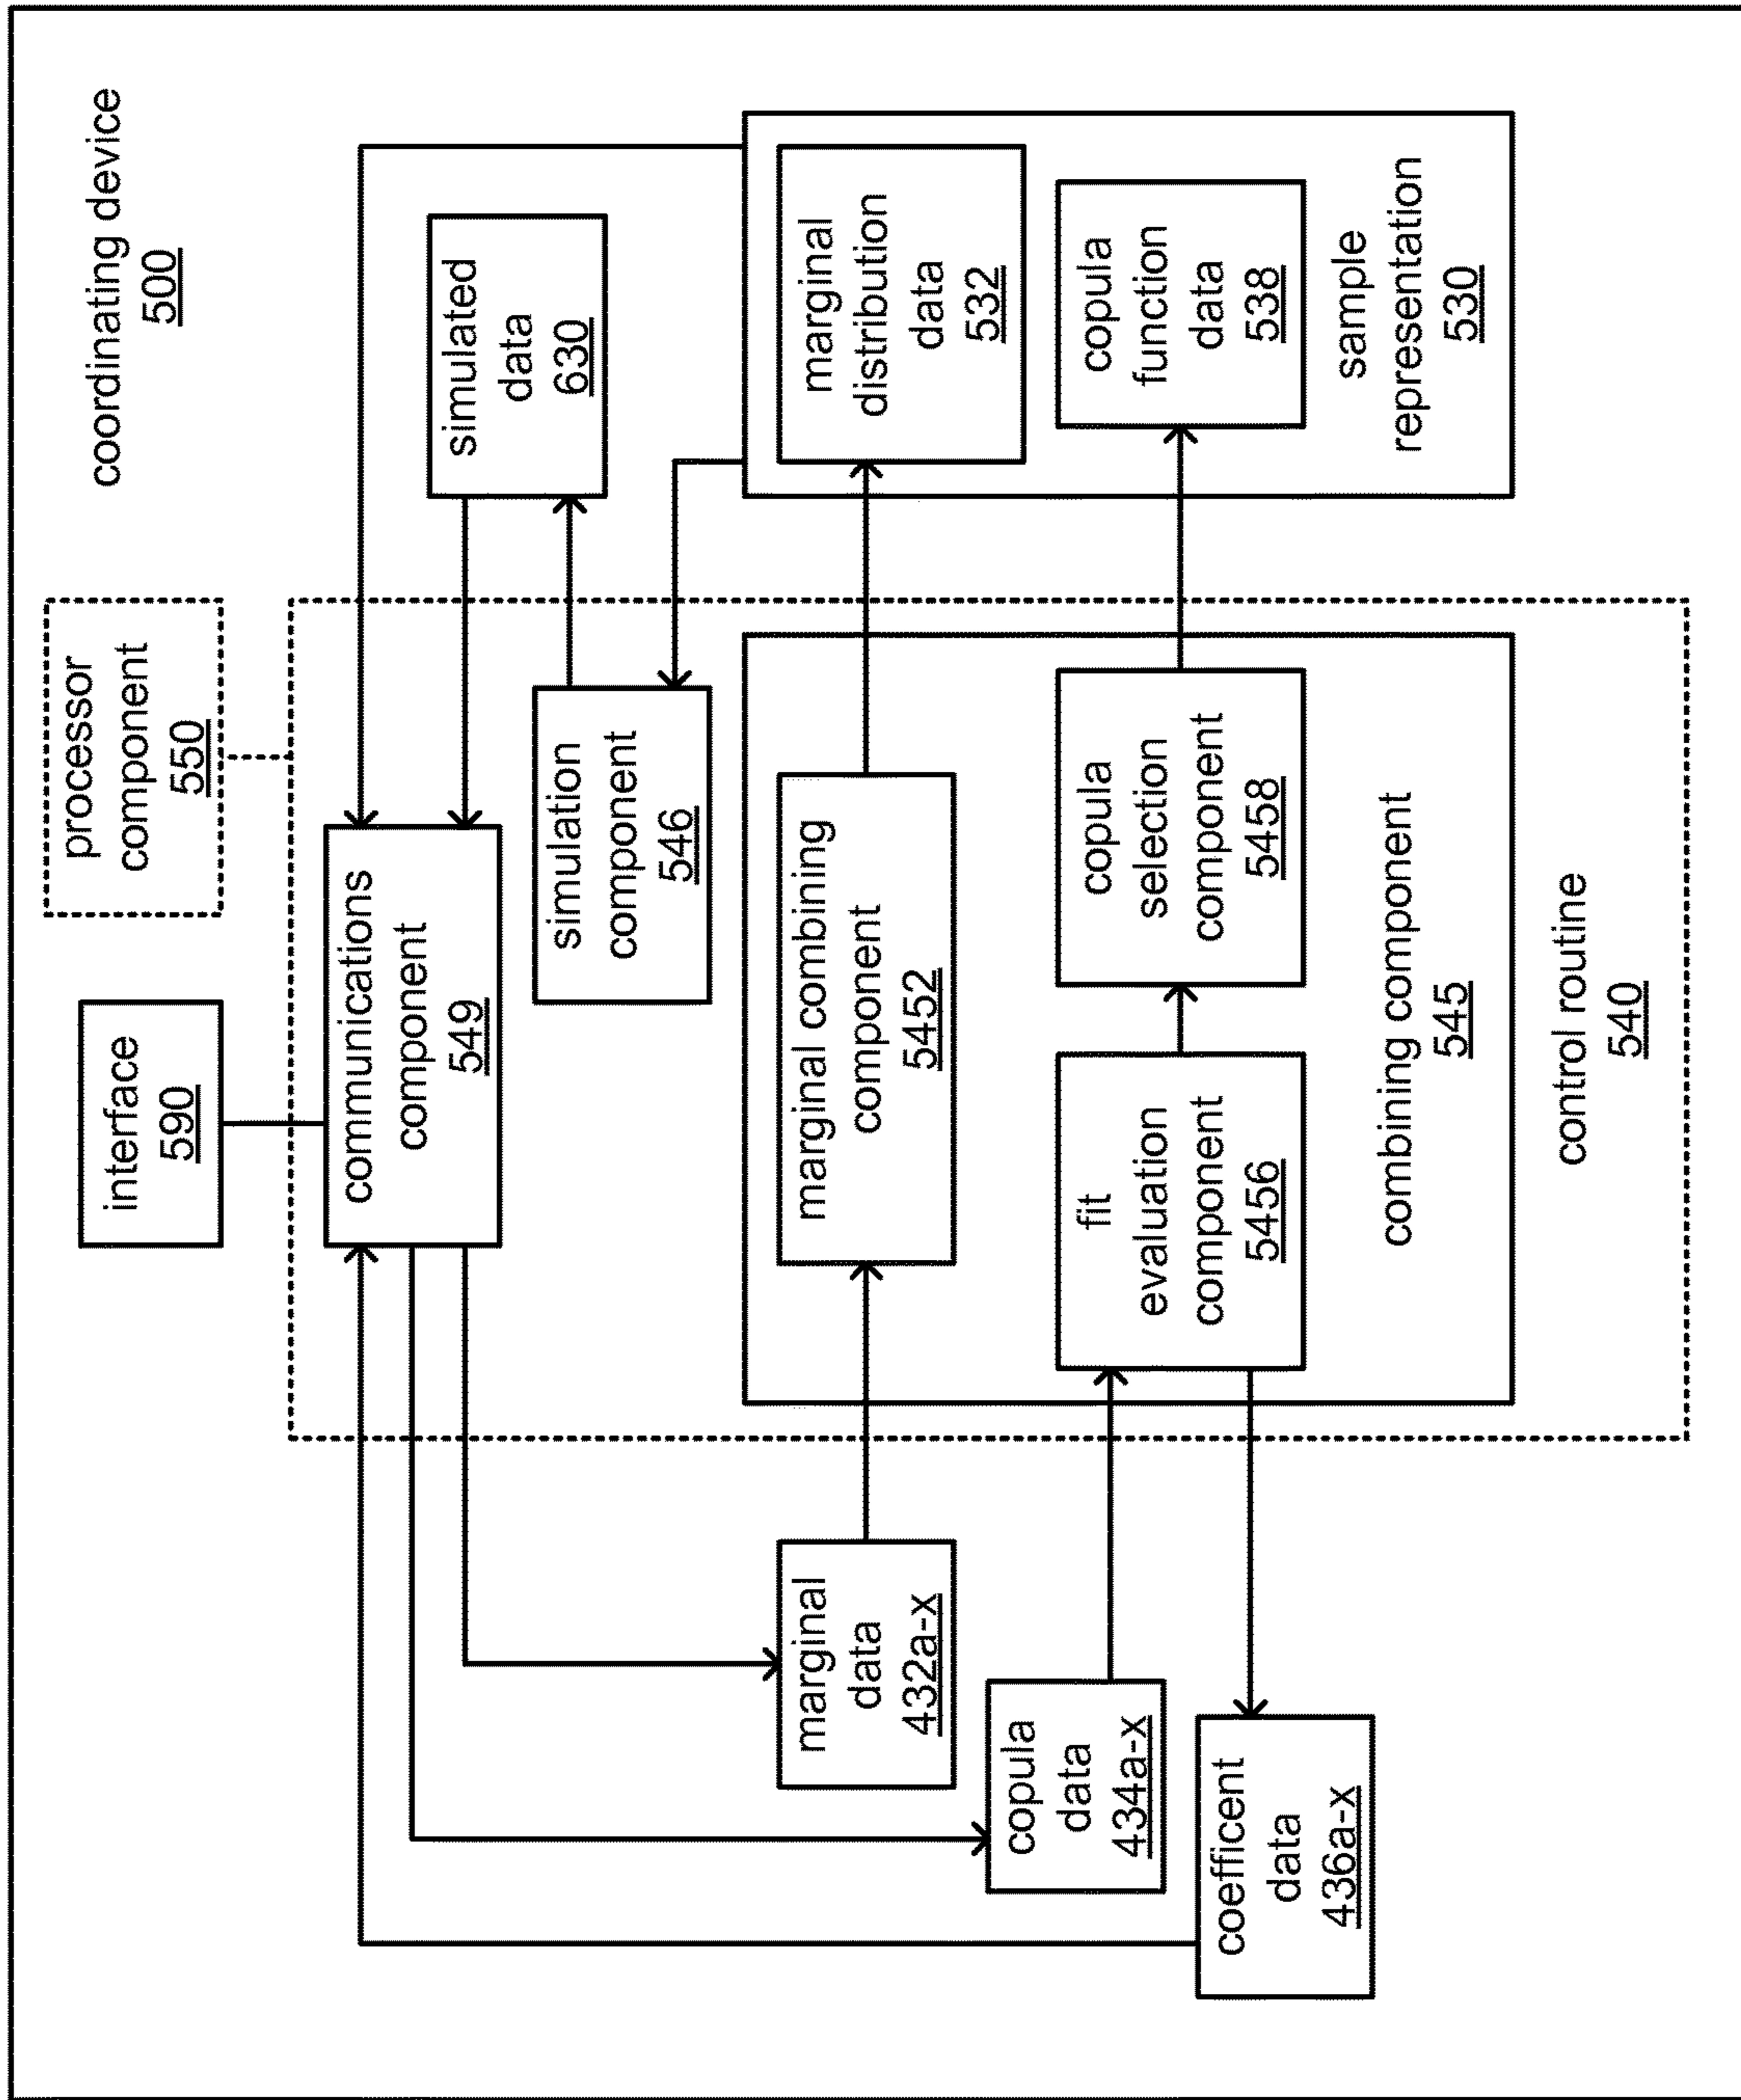 coordinating device
500
processor
component
550
interface
590
communications
component
549
simulated
data
630
simulation
component
546
marginal
data
432a-x
marginal combining
component
5452
marginal
distribution
data
532
copula
data
434a-x
fit
evaluation
component
5456
copula
selection
component
5458
copula
function
data
538
coefficent
data
436a-x
combining component
545
sample
representation
530
control routine
540